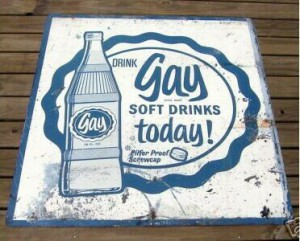 DRINK
Gay
SOFT DRINKS
today!
Pilfer Proof
Screwcap
Gay